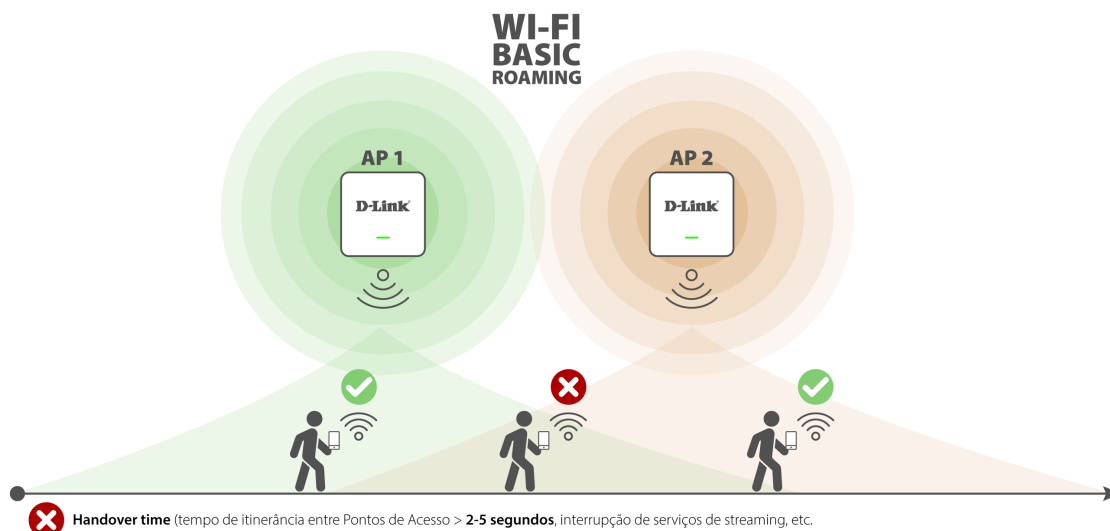 WI-FI
BASIC
ROAMING
AP 1
AP 2
D-Link
D-Link
Handover time (tempo de itinerância entre Pontos de Acesso > 2-5 segundos, interrupção de serviços de streaming, etc.